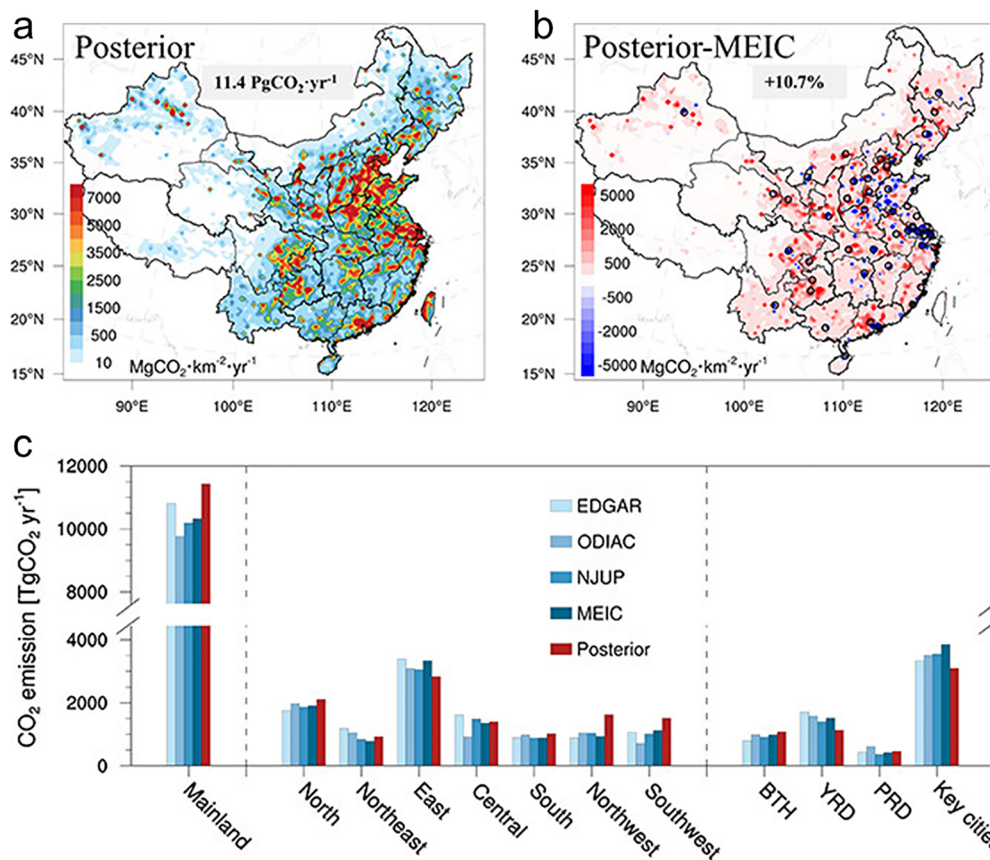 a
Posterior
11.4 PgCO₂·yr⁻¹
45°N
40°N
35°N
30°N
25°N
20°N
15°N
7000
5000
3500
2500
1500
500
10
MgCO₂·km⁻²·yr⁻¹
90°E 100°E 110°E 120°E
b
Posterior-MEIC
+10.7%
45°N
40°N
35°N
30°N
25°N
20°N
15°N
5000
2000
500
-500
-2000
-5000
MgCO₂·km⁻²·yr⁻¹
90°E 100°E 110°E 120°E
c
CO₂ emission [TgCO₂ yr⁻¹]
12000
10000
8000
4000
2000
0
EDGAR
ODIAC
NJUP
MEIC
Posterior
Mainland
North
Northeast
East
Central
South
Northwest
Southwest
BTH
YRD
PRD
Key cities